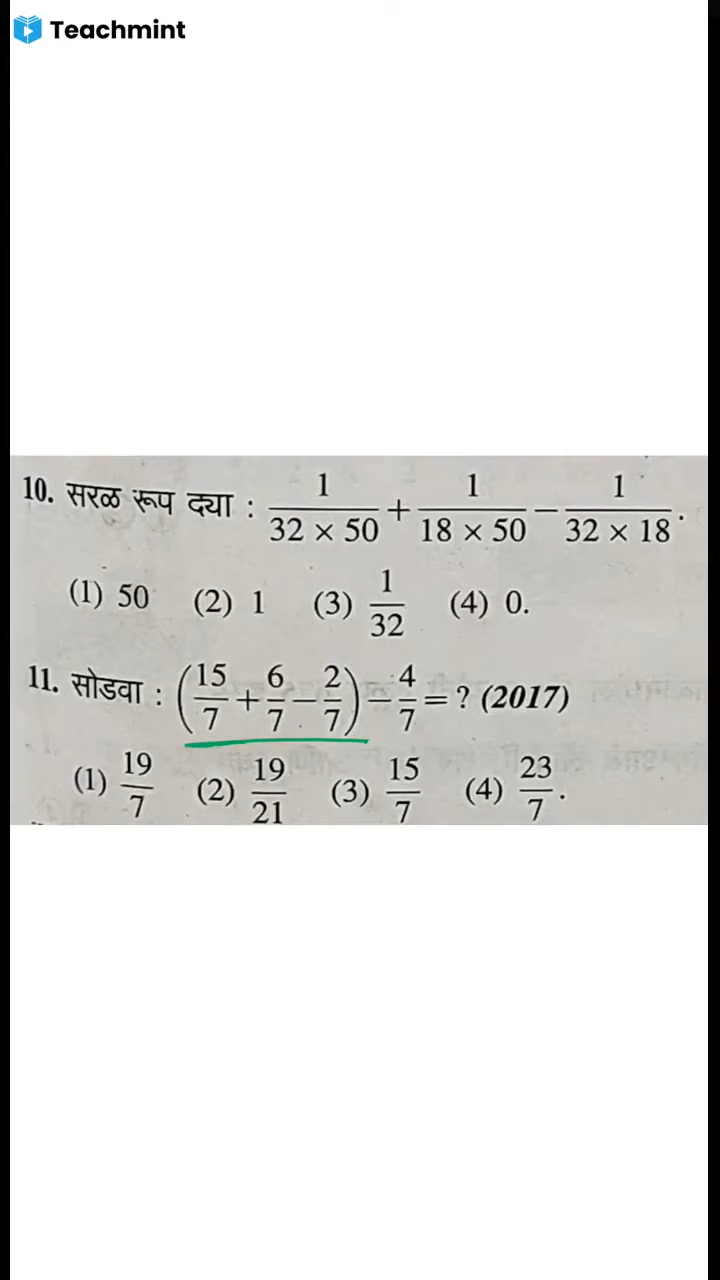 Teachmint
10. सरळ रूप द्या : 1/(32 × 50) + 1/(18 × 50) − 1/(32 × 18).
(1) 50 (2) 1 (3) 1/32 (4) 0.
11. सोडवा : (15/7 + 6/7 − 2/7) − 4/7 = ? (2017)
(1) 19/7 (2) 19/21 (3) 15/7 (4) 23/7.